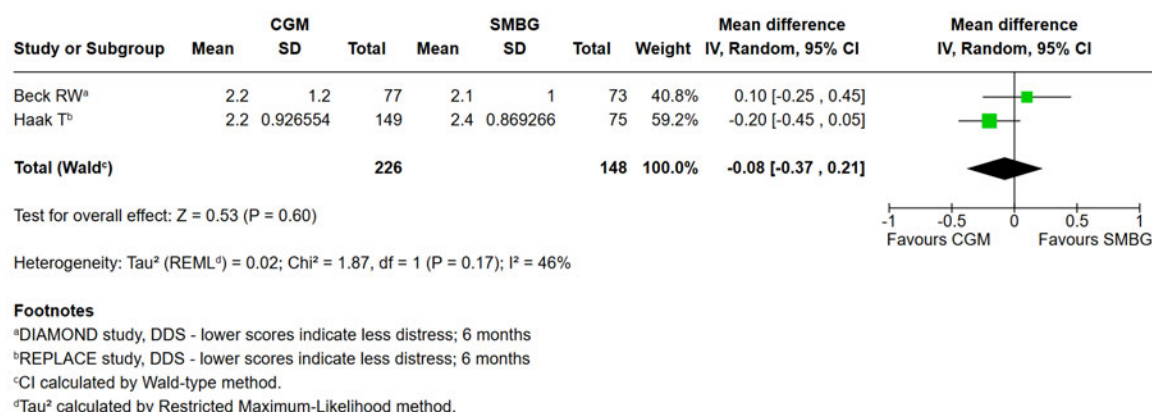 CGM SMBG Mean difference Mean difference
Study or Subgroup Mean SD Total Mean SD Total Weight IV, Random, 95% CI IV, Random, 95% CI
Beck RWᵃ 2.2 1.2 77 2.1 1 73 40.8% 0.10 [-0.25 , 0.45]
Haak Tᵇ 2.2 0.926554 149 2.4 0.869266 75 59.2% -0.20 [-0.45 , 0.05]
Total (Waldᶜ) 226 148 100.0% -0.08 [-0.37 , 0.21]
Test for overall effect: Z = 0.53 (P = 0.60)
-1 -0.5 0 0.5 1
Favours CGM Favours SMBG
Heterogeneity: Tau² (REMLᵈ) = 0.02; Chi² = 1.87, df = 1 (P = 0.17); I² = 46%
Footnotes
ᵃDIAMOND study, DDS - lower scores indicate less distress; 6 months
ᵇREPLACE study, DDS - lower scores indicate less distress; 6 months
ᶜCI calculated by Wald-type method.
ᵈTau² calculated by Restricted Maximum-Likelihood method.